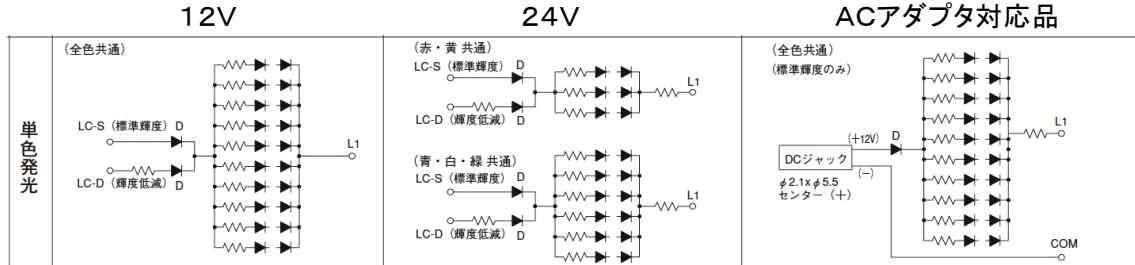 12V
24V
ACアダプタ対応品
単色発光
(全色共通)
LC-S (標準輝度) D
LC-D (輝度低減) D
L1
(赤・黄 共通)
LC-S (標準輝度) D
LC-D (輝度低減) D
L1
(青・白・緑 共通)
LC-S (標準輝度) D
LC-D (輝度低減) D
L1
(全色共通)
(標準輝度のみ)
L1
(+12V) D
DCジャック
(-)
φ2.1xφ5.5
センター (+)
COM